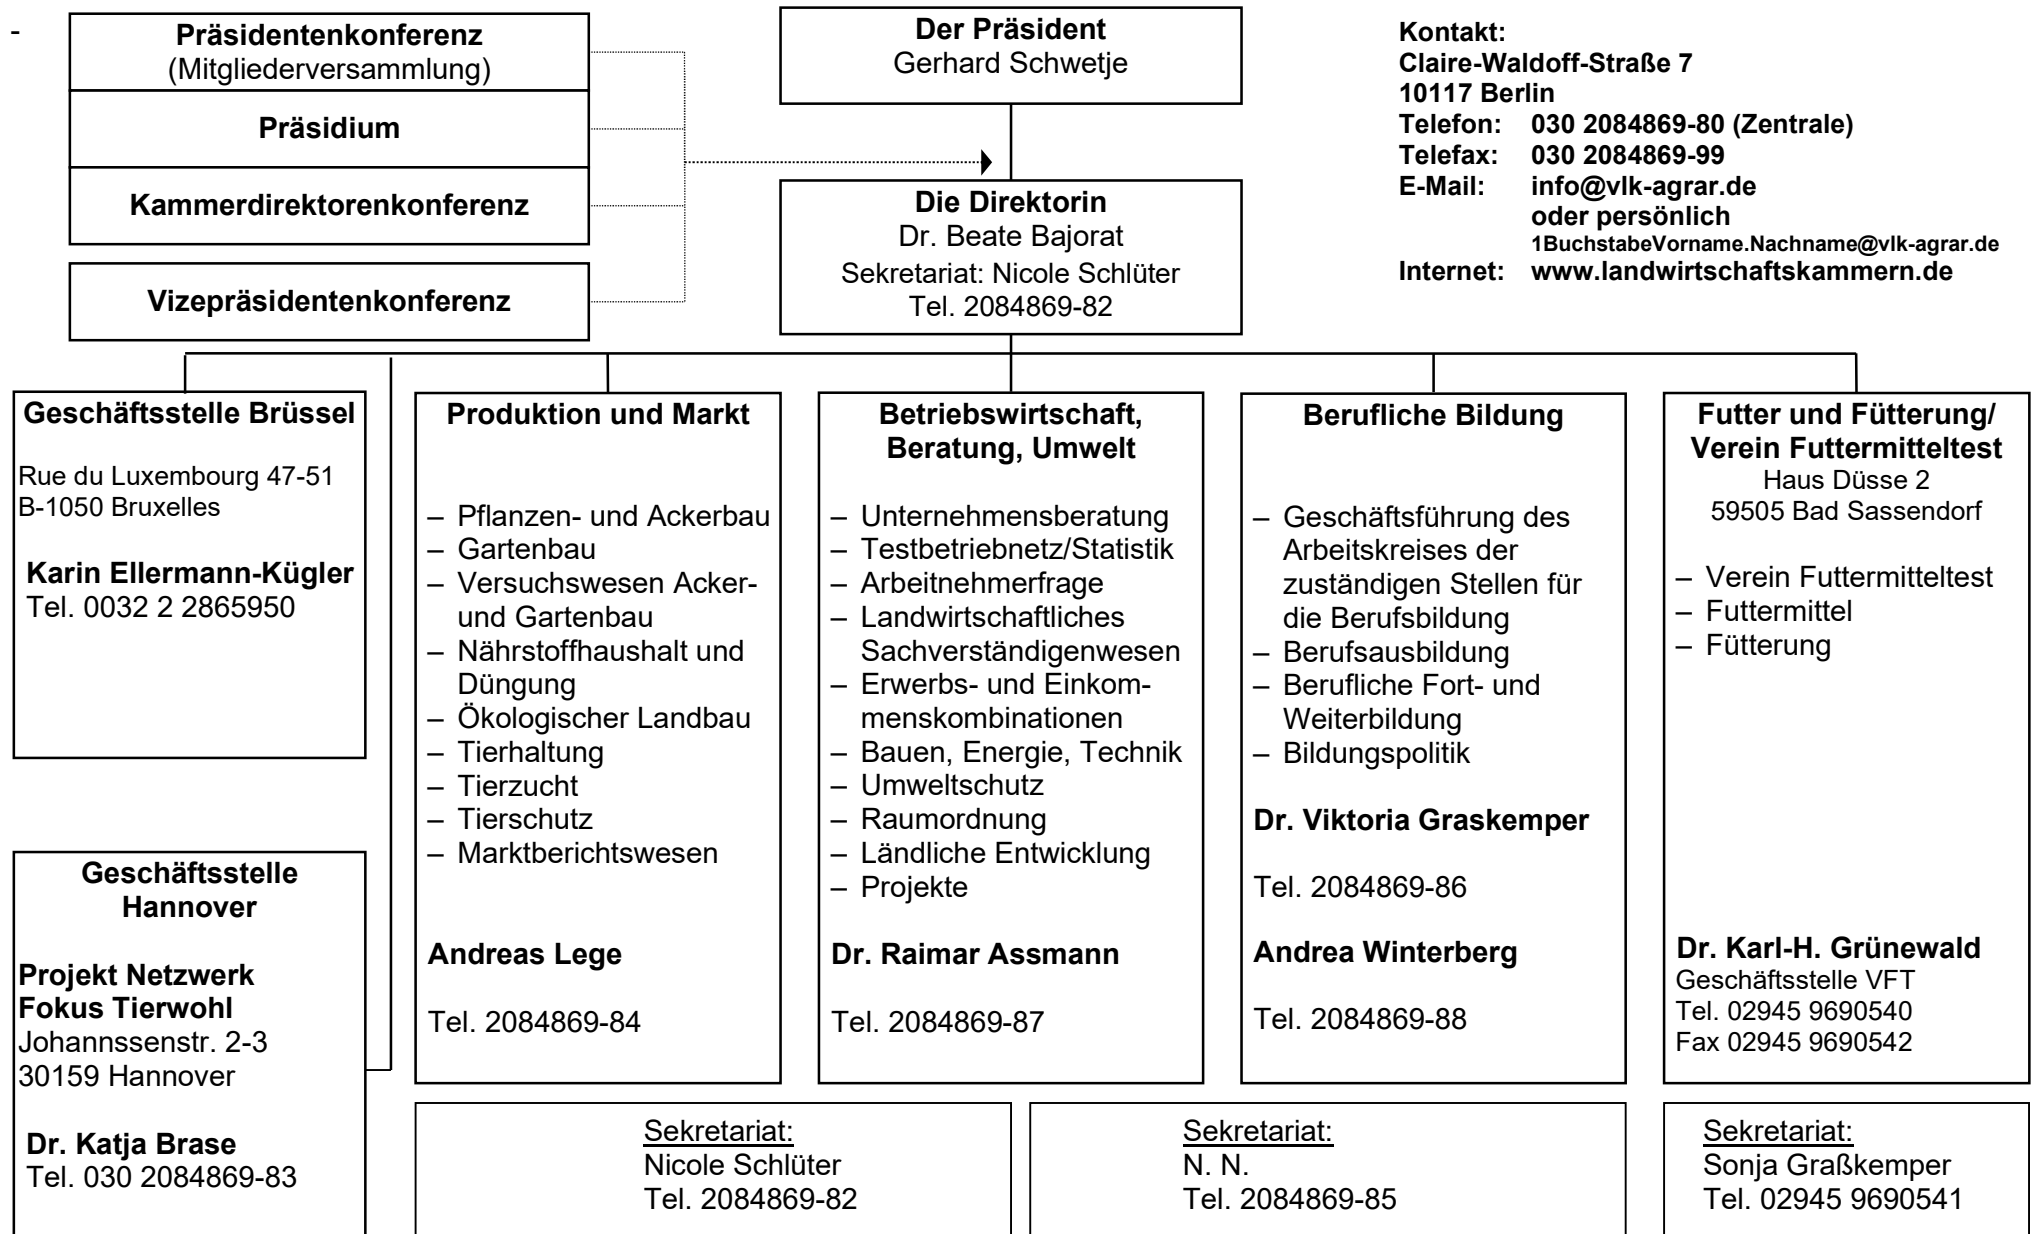 -
Präsidentenkonferenz
(Mitgliederversammlung)
Präsidium
Kammerdirektorenkonferenz
Vizepräsidentenkonferenz
Der Präsident
Gerhard Schwetje
Die Direktorin
Dr. Beate Bajorat
Sekretariat: Nicole Schlüter
Tel. 2084869-82
Kontakt:
Claire-Waldoff-Straße 7
10117 Berlin
Telefon: 030 2084869-80 (Zentrale)
Telefax: 030 2084869-99
E-Mail: info@vlk-agrar.de
oder persönlich
1BuchstabeVorname.Nachname@vlk-agrar.de
Internet: www.landwirtschaftskammern.de
Geschäftsstelle Brüssel
Rue du Luxembourg 47-51
B-1050 Bruxelles
Karin Ellermann-Kügler
Tel. 0032 2 2865950
Geschäftsstelle
Hannover
Projekt Netzwerk
Fokus Tierwohl
Johannssenstr. 2-3
30159 Hannover
Dr. Katja Brase
Tel. 030 2084869-83
Produktion und Markt
– Pflanzen- und Ackerbau
– Gartenbau
– Versuchswesen Acker-
und Gartenbau
– Nährstoffhaushalt und
Düngung
– Ökologischer Landbau
– Tierhaltung
– Tierzucht
– Tierschutz
– Marktberichtswesen
Andreas Lege
Tel. 2084869-84
Betriebswirtschaft,
Beratung, Umwelt
– Unternehmensberatung
– Testbetriebnetz/Statistik
– Arbeitnehmerfrage
– Landwirtschaftliches
Sachverständigenwesen
– Erwerbs- und Einkom-
menskombinationen
– Bauen, Energie, Technik
– Umweltschutz
– Raumordnung
– Ländliche Entwicklung
– Projekte
Dr. Raimar Assmann
Tel. 2084869-87
Berufliche Bildung
– Geschäftsführung des
Arbeitskreises der
zuständigen Stellen für
die Berufsbildung
– Berufsausbildung
– Berufliche Fort- und
Weiterbildung
– Bildungspolitik
Dr. Viktoria Graskemper
Tel. 2084869-86
Andrea Winterberg
Tel. 2084869-88
Futter und Fütterung/
Verein Futtermitteltest
Haus Düsse 2
59505 Bad Sassendorf
– Verein Futtermitteltest
– Futtermittel
– Fütterung
Dr. Karl-H. Grünewald
Geschäftsstelle VFT
Tel. 02945 9690540
Fax 02945 9690542
Sekretariat:
Nicole Schlüter
Tel. 2084869-82
Sekretariat:
N. N.
Tel. 2084869-85
Sekretariat:
Sonja Graßkemper
Tel. 02945 9690541